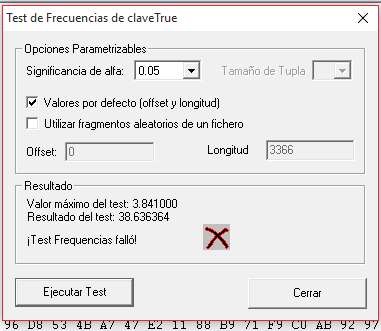 Test de Frecuencias de claveTrue
Opciones Parametrizables
Significancia de alfa: 0.05 Tamaño de Tupla
Valores por defecto (offset y longitud)
Utilizar fragmentos aleatorios de un fichero
Offset: 0 Longitud 3366
Resultado
Valor máximo del test: 3.841000
Resultado del test: 38.636364
¡Test Frecuencias falló!
Ejecutar Test Cerrar
96 D8 53 4B A7 47 E2 11 88 B9 71 F9 C0 AB 92 97